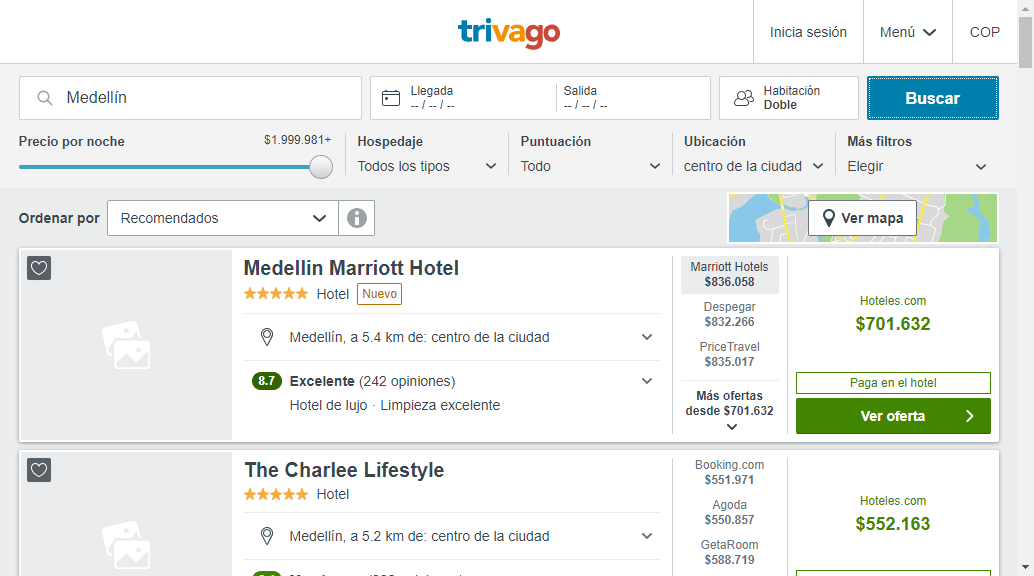 trivago
Inicia sesión
Menú
COP
Medellín
Llegada
-- / -- / --
Salida
-- / -- / --
Habitación
Doble
Buscar
Precio por noche
$1.999.981+
Hospedaje
Todos los tipos
Puntuación
Todo
Ubicación
centro de la ciudad
Más filtros
Elegir
Ordenar por
Recomendados
Ver mapa
Medellin Marriott Hotel
Hotel
Nuevo
Medellín, a 5.4 km de: centro de la ciudad
8.7 Excelente (242 opiniones)
Hotel de lujo · Limpieza excelente
Marriott Hotels
$836.058
Despegar
$832.266
PriceTravel
$835.017
Más ofertas
desde $701.632
Hoteles.com
$701.632
Paga en el hotel
Ver oferta
The Charlee Lifestyle
Hotel
Medellín, a 5.2 km de: centro de la ciudad
Booking.com
$551.971
Agoda
$550.857
GetaRoom
$588.719
Hoteles.com
$552.163